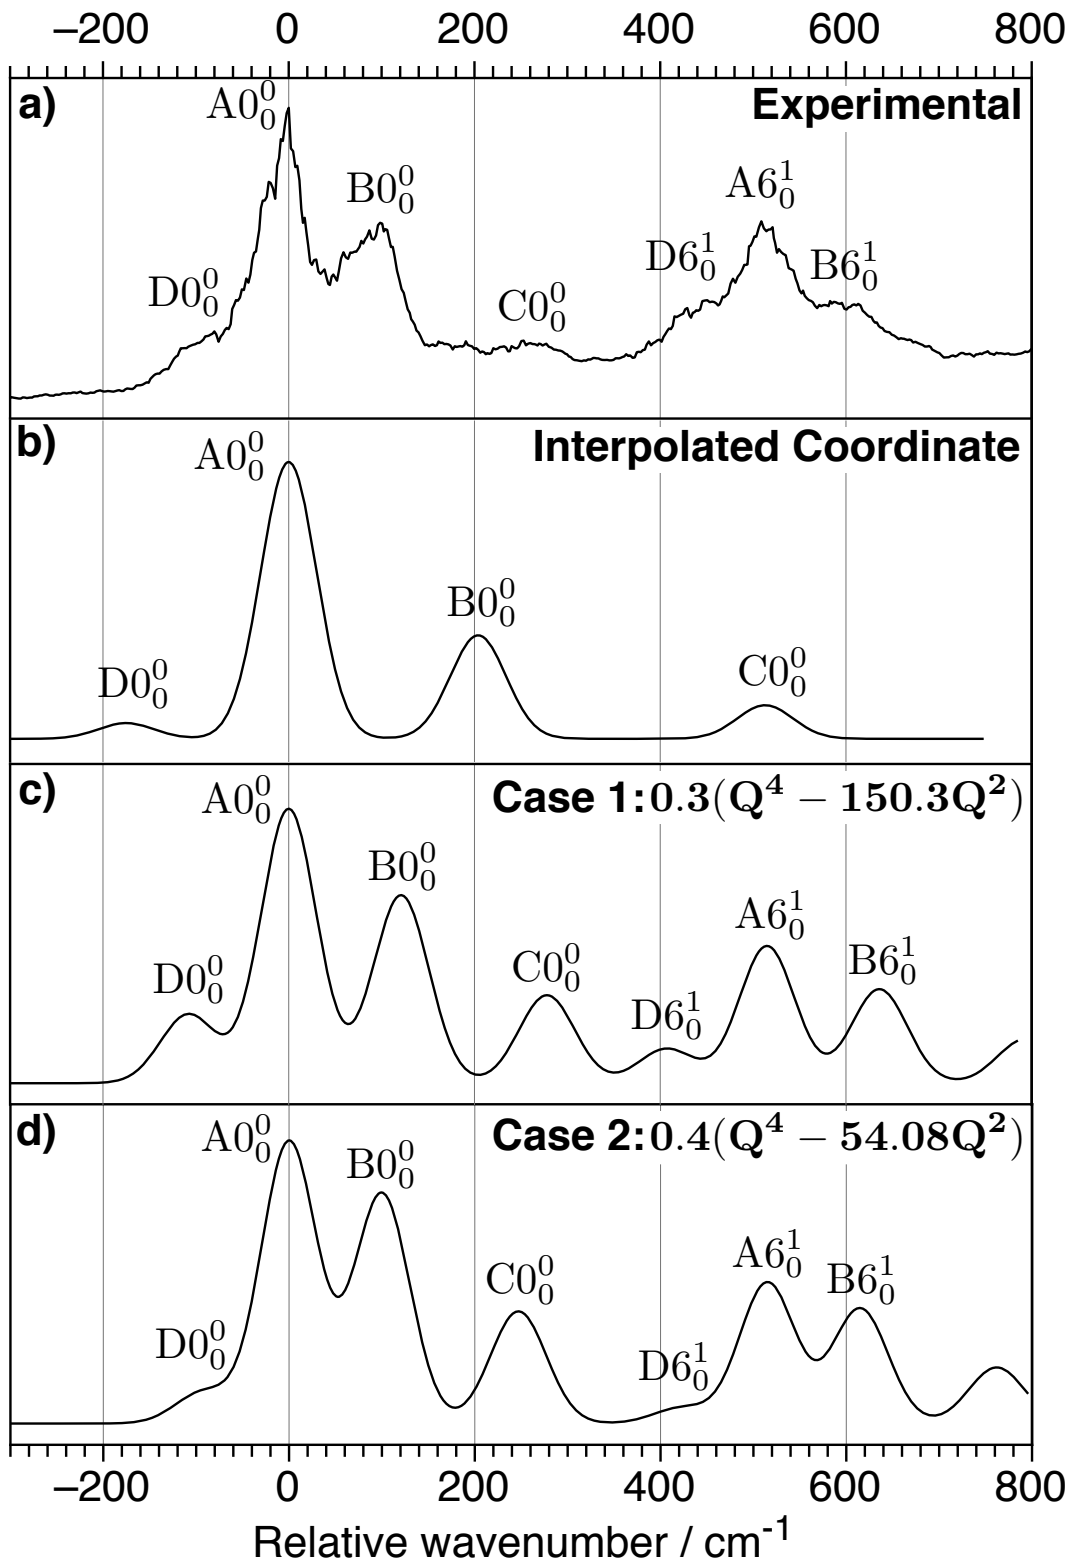 −200 0 200 400 600 800
a) Experimental
A0⁰₀
B0⁰₀
A6¹₀
D0⁰₀
D6¹₀
B6¹₀
C0⁰₀
b) Interpolated Coordinate
A0⁰₀
B0⁰₀
D0⁰₀
C0⁰₀
c) Case 1:0.3(Q⁴ − 150.3Q²)
A0⁰₀
B0⁰₀
A6¹₀
D0⁰₀
C0⁰₀
B6¹₀
D6¹₀
d) Case 2:0.4(Q⁴ − 54.08Q²)
A0⁰₀
B0⁰₀
A6¹₀
C0⁰₀
B6¹₀
D0⁰₀
D6¹₀
−200 0 200 400 600 800
Relative wavenumber / cm⁻¹